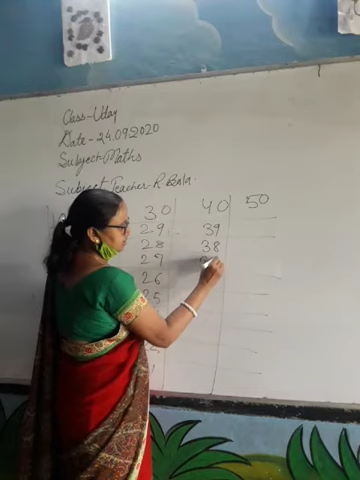 Class-Uday
Date-24.09.2020
Subject-Maths
Subject Teacher-R Bala
30 40 50
29 39
28 38
27
26
25